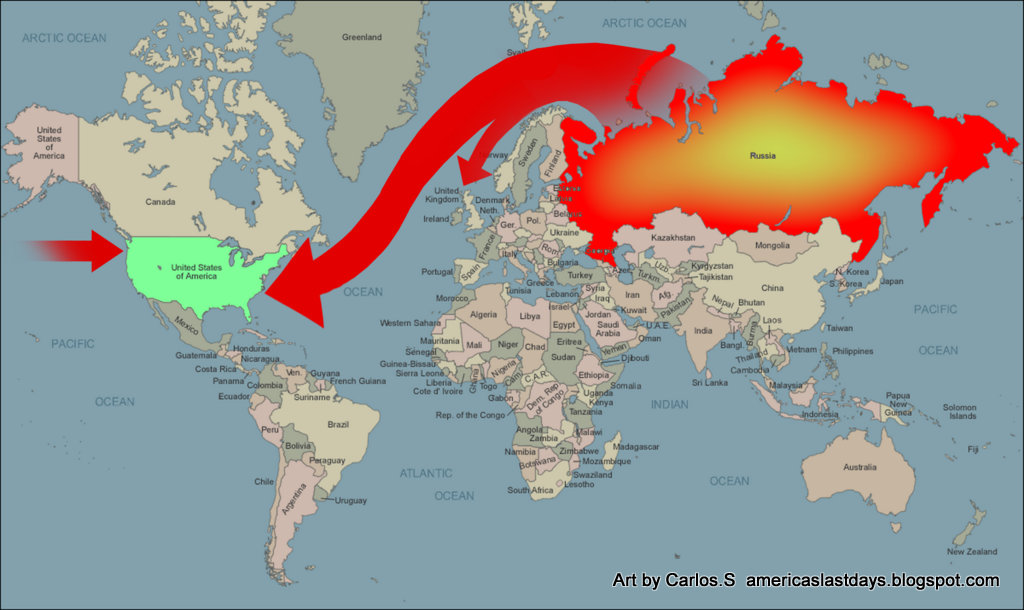 ARCTIC OCEAN
ARCTIC OCEAN
Greenland
United
States
of
America
Canada
United States
of America
Mexico
Guatemala
Honduras
Nicaragua
Costa Rica
Panama
Ven.
Guyana
French Guiana
Suriname
Colombia
Ecuador
Peru
Brazil
Bolivia
Paraguay
Chile
Argentina
Uruguay
PACIFIC
OCEAN
OCEAN
ATLANTIC
OCEAN
Norway
Sweden
Finland
United
Kingdom
Ireland
Denmark
Neth.
Ger.
Pol.
Ukraine
France
Spain
Portugal
Italy
Rom.
Bulgaria
Greece
Turkey
Russia
Kazakhstan
Mongolia
Uzb.
Turkm.
Kyrgyzstan
Tajikistan
Azer.
China
N. Korea
S. Korea
Japan
Morocco
Tunisia
Algeria
Libya
Egypt
Western Sahara
Mauritania
Mali
Niger
Chad
Sudan
Eritrea
Senegal
Guinea-Bissau
Sierra Leone
Liberia
Cote d' Ivoire
Ghana
Togo
Nigeria
Cam.
C.A.R.
Ethiopia
Djibouti
Somalia
Gabon
Rep. of the Congo
Dem. Rep
of Congo
Uganda
Kenya
Tanzania
Angola
Zambia
Malawi
Zimbabwe
Mozambique
Namibia
Botswana
Swaziland
Lesotho
South Africa
Madagascar
Lebanon
Israel
Syria
Iraq
Jordan
Saudi
Arabia
Kuwait
U.A.E
Oman
Yemen
Iran
Afg.
Pakistan
India
Nepal
Bhutan
Bangl.
Burma
Laos
Thailand
Vietnam
Cambodia
Sri Lanka
Malaysia
Indonesia
Taiwan
Philippines
Papua
New
Guinea
Solomon
Islands
Fiji
Australia
New Zealand
PACIFIC
OCEAN
INDIAN
OCEAN
OCEAN
Art by Carlos.S americaslastdays.blogspot.com